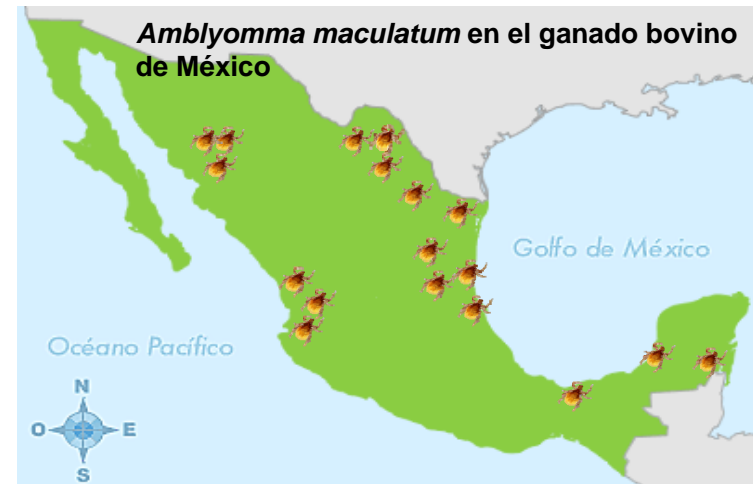 Amblyomma maculatum en el ganado bovino
de México
Golfo de México
Océano Pacífico
N
O
E
S